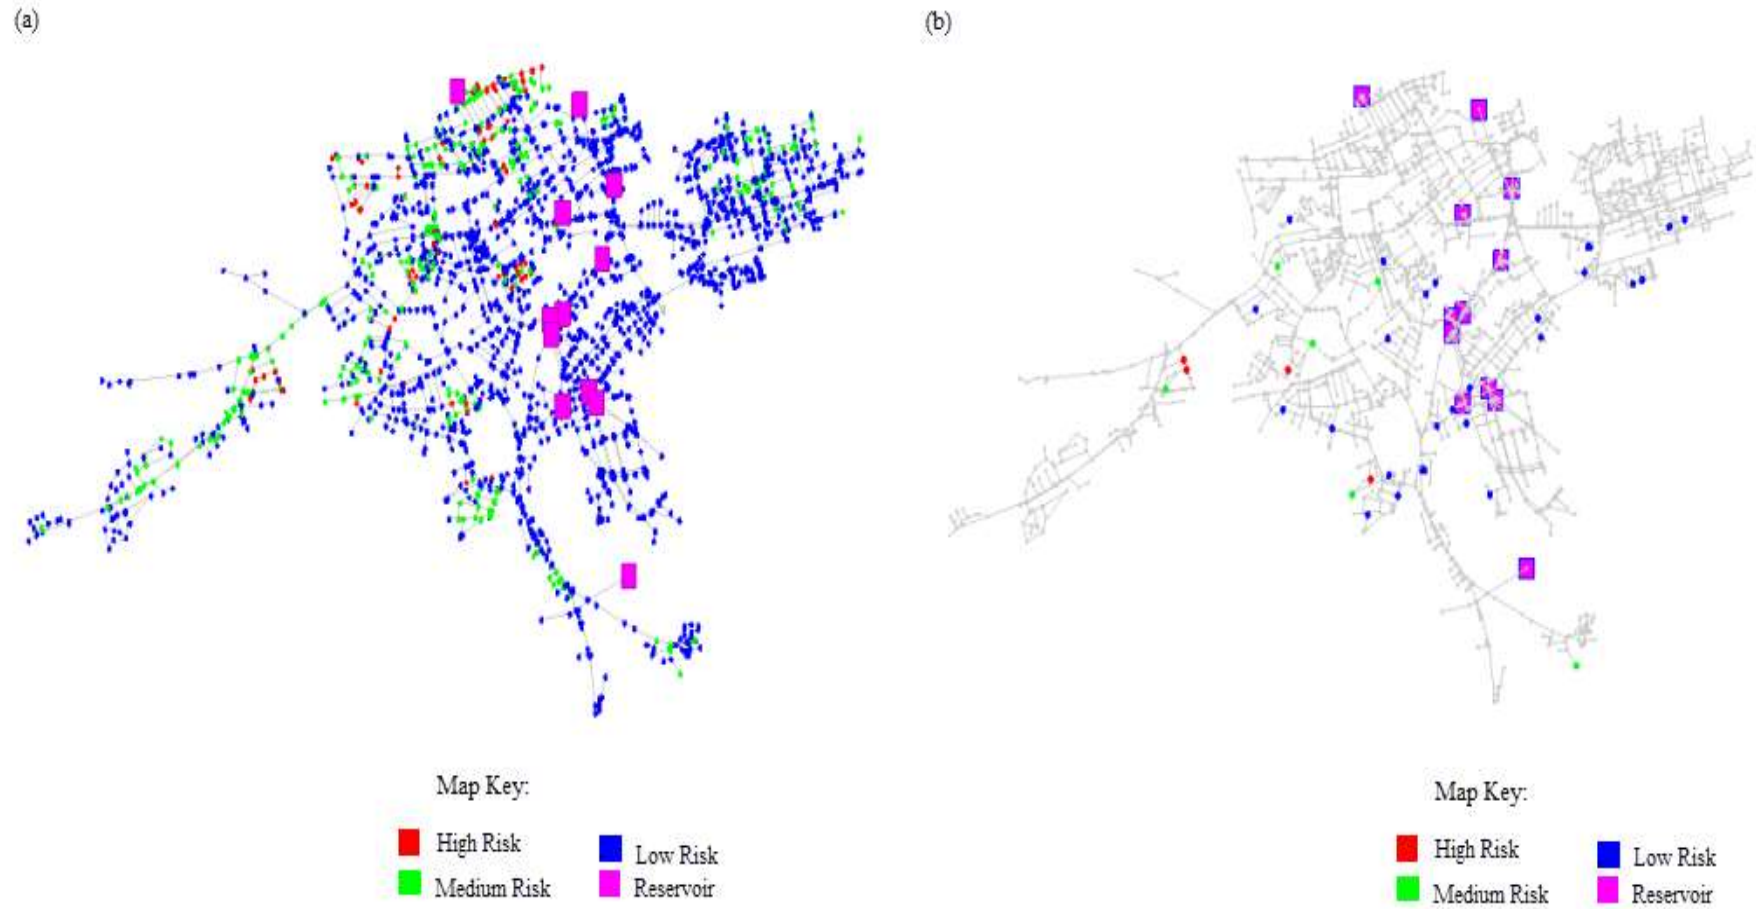 (a)
(b)
Map Key:
High Risk
Low Risk
Medium Risk
Reservoir
Map Key:
High Risk
Low Risk
Medium Risk
Reservoir